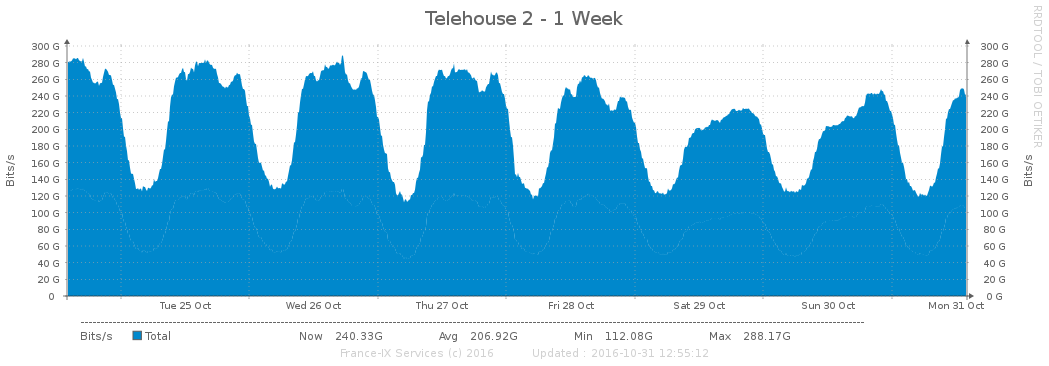 Telehouse 2 - 1 Week
RRDTOOL / TOBI OETIKER
Bits/s
300 G
280 G
260 G
240 G
220 G
200 G
180 G
160 G
140 G
120 G
100 G
80 G
60 G
40 G
20 G
0
300 G
280 G
260 G
240 G
220 G
200 G
180 G
160 G
140 G
120 G
100 G
80 G
60 G
40 G
20 G
0 G
Bits/s
Tue 25 Oct Wed 26 Oct Thu 27 Oct Fri 28 Oct Sat 29 Oct Sun 30 Oct Mon 31 Oct
Bits/s Total Now 240.33G Avg 206.92G Min 112.08G Max 288.17G
France-IX Services (c) 2016 Updated : 2016-10-31 12:55:12